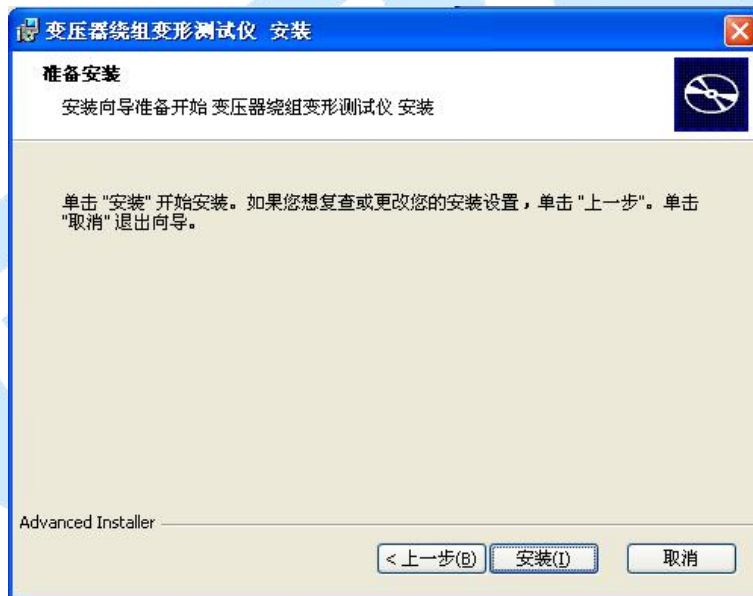 变压器绕组变形测试仪 安装
准备安装
安装向导准备开始 变压器绕组变形测试仪 安装
单击 "安装" 开始安装。如果您想复查或更改您的安装设置，单击 "上一步"。单击
"取消" 退出向导。
Advanced Installer
< 上一步(B) 安装(I) 取消